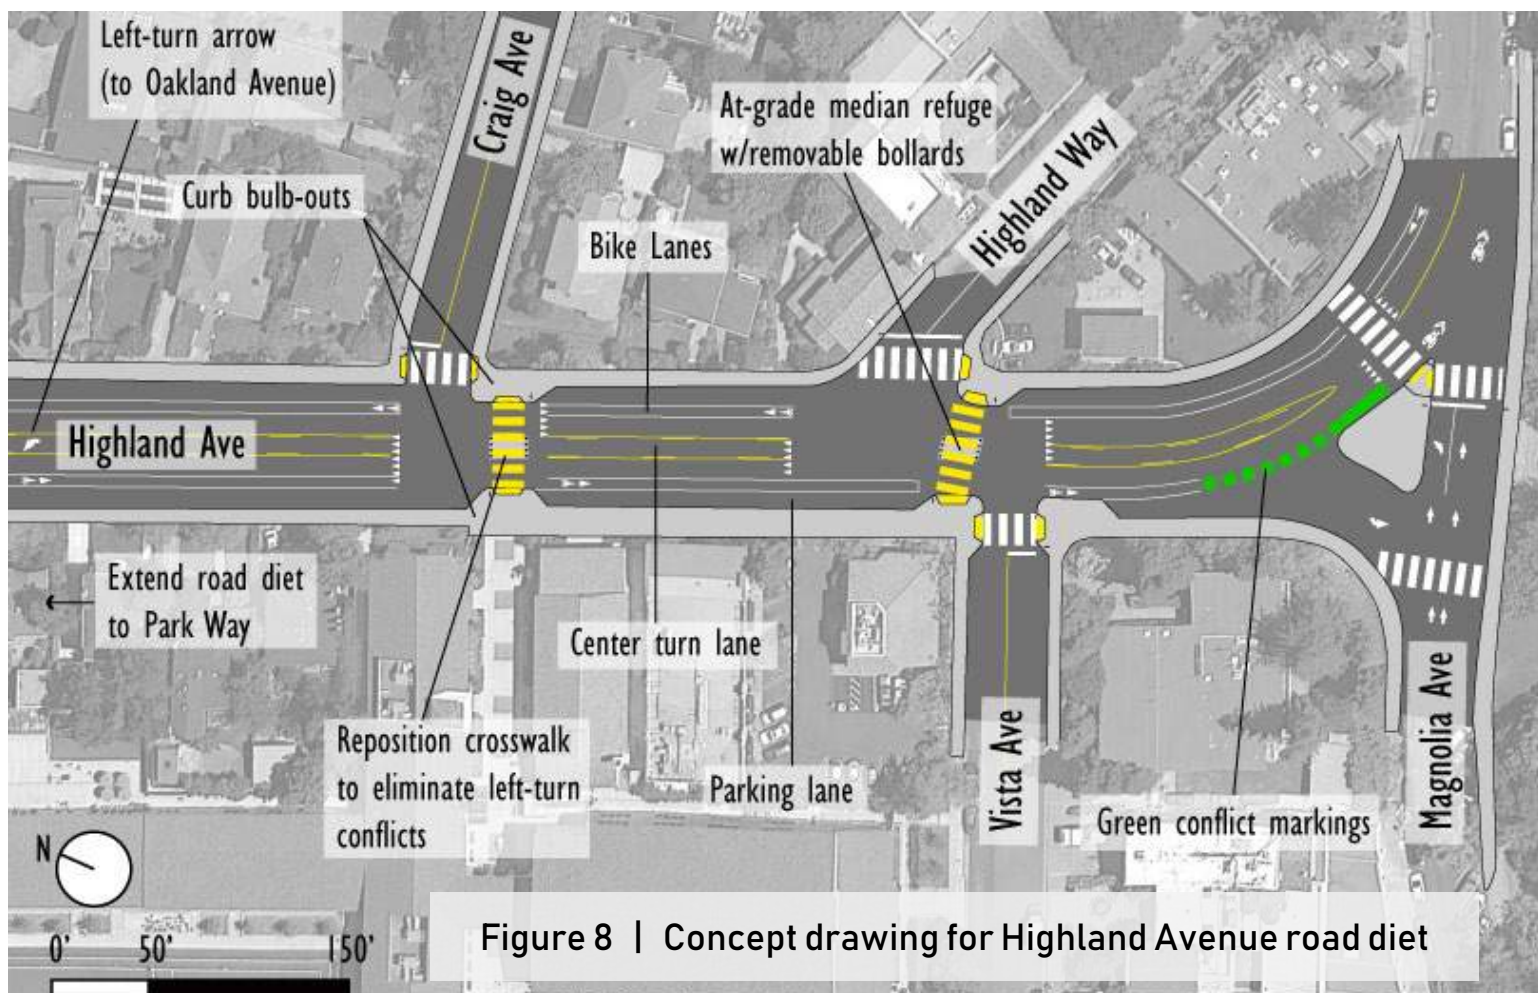 Left-turn arrow
(to Oakland Avenue)
Craig Ave
At-grade median refuge
w/removable bollards
Highland Way
Curb bulb-outs
Bike Lanes
Highland Ave
Extend road diet
to Park Way
Center turn lane
Reposition crosswalk
to eliminate left-turn
conflicts
Parking lane
Vista Ave
Green conflict markings
Magnolia Ave
N
0' 50' 150'
Figure 8 | Concept drawing for Highland Avenue road diet